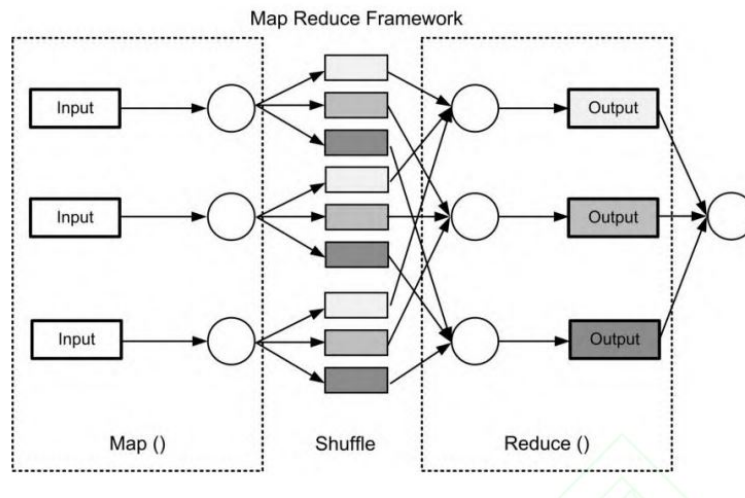 Map Reduce Framework
Input
Output
Input
Output
Input
Output
Map ()
Shuffle
Reduce ()